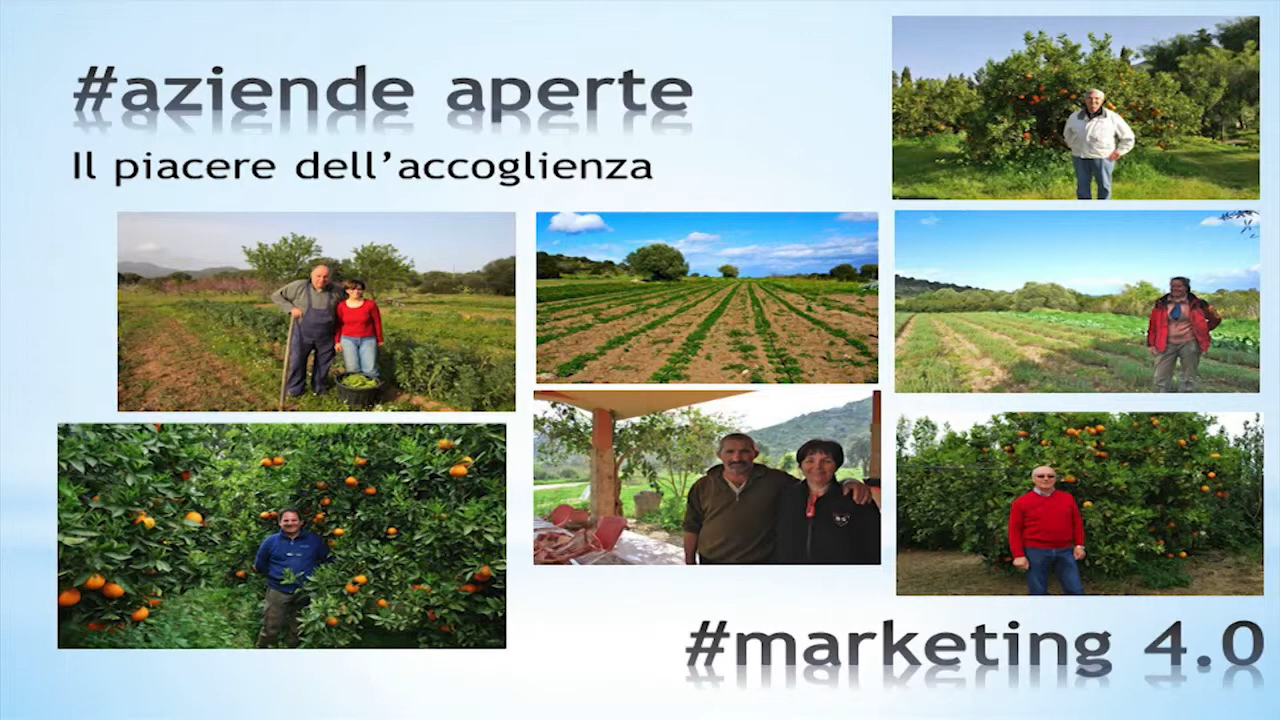 #aziende aperte
Il piacere dell’accoglienza
#marketing 4.0